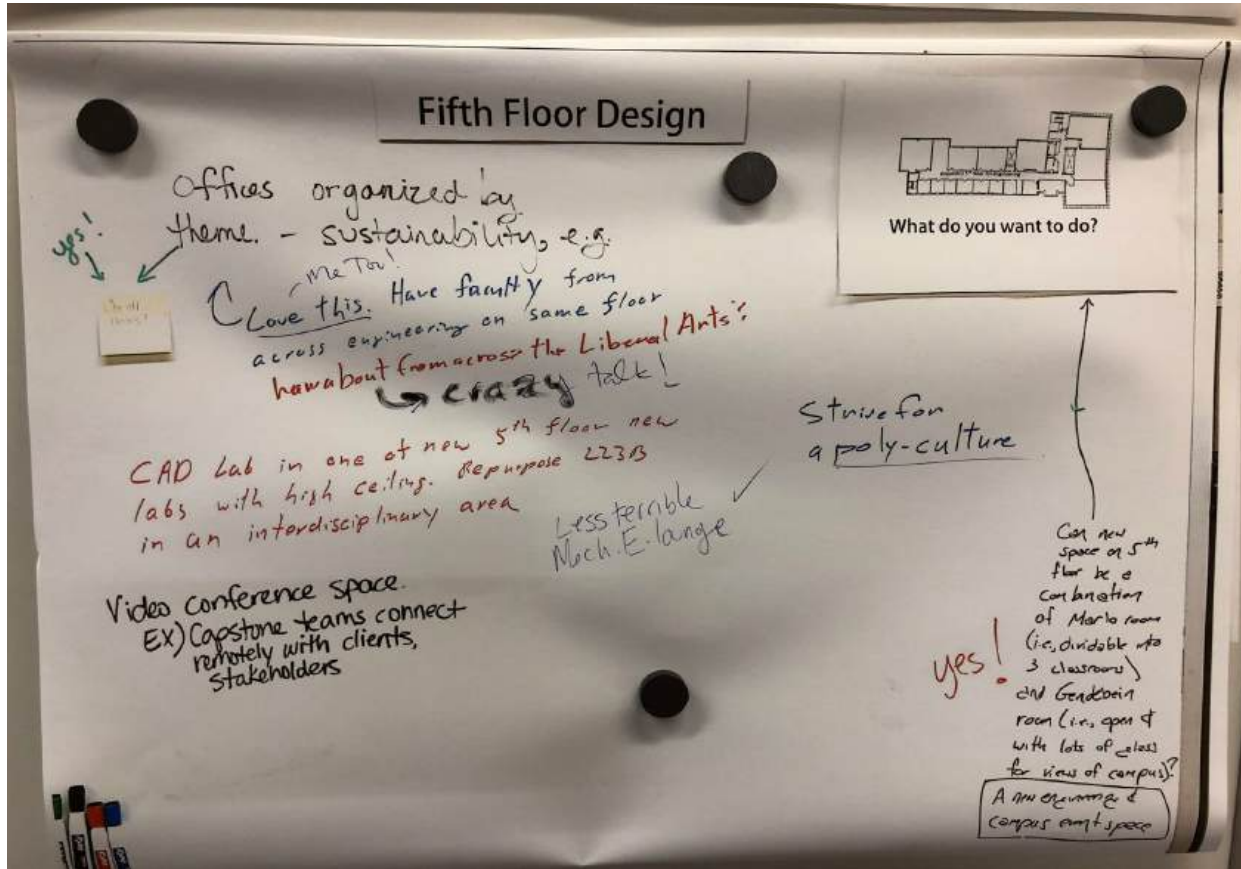 Fifth Floor Design
What do you want to do?
Offices organized by
theme. - sustainability, e.g.
yes!
Me Too!
Love this. Have faculty from
across engineering on same floor
how about from across the Liberal Arts?
crazy talk!
CAD Lab in one of new 5th floor new
labs with high ceiling. Repurpose 223B
in an interdisciplinary area
Strive for
a poly-culture
Less terrible
Mech. E. lange
Video conference space.
EX) Capstone teams connect
remotely with clients,
stakeholders
yes!
Can new
space on 5th
floor be a
combination
of Marlo room
(i.e., dividable into
3 classrooms)
and Gendebein
room (i.e., open &
with lots of glass
for views of campus)?
A new engineering &
campus event space